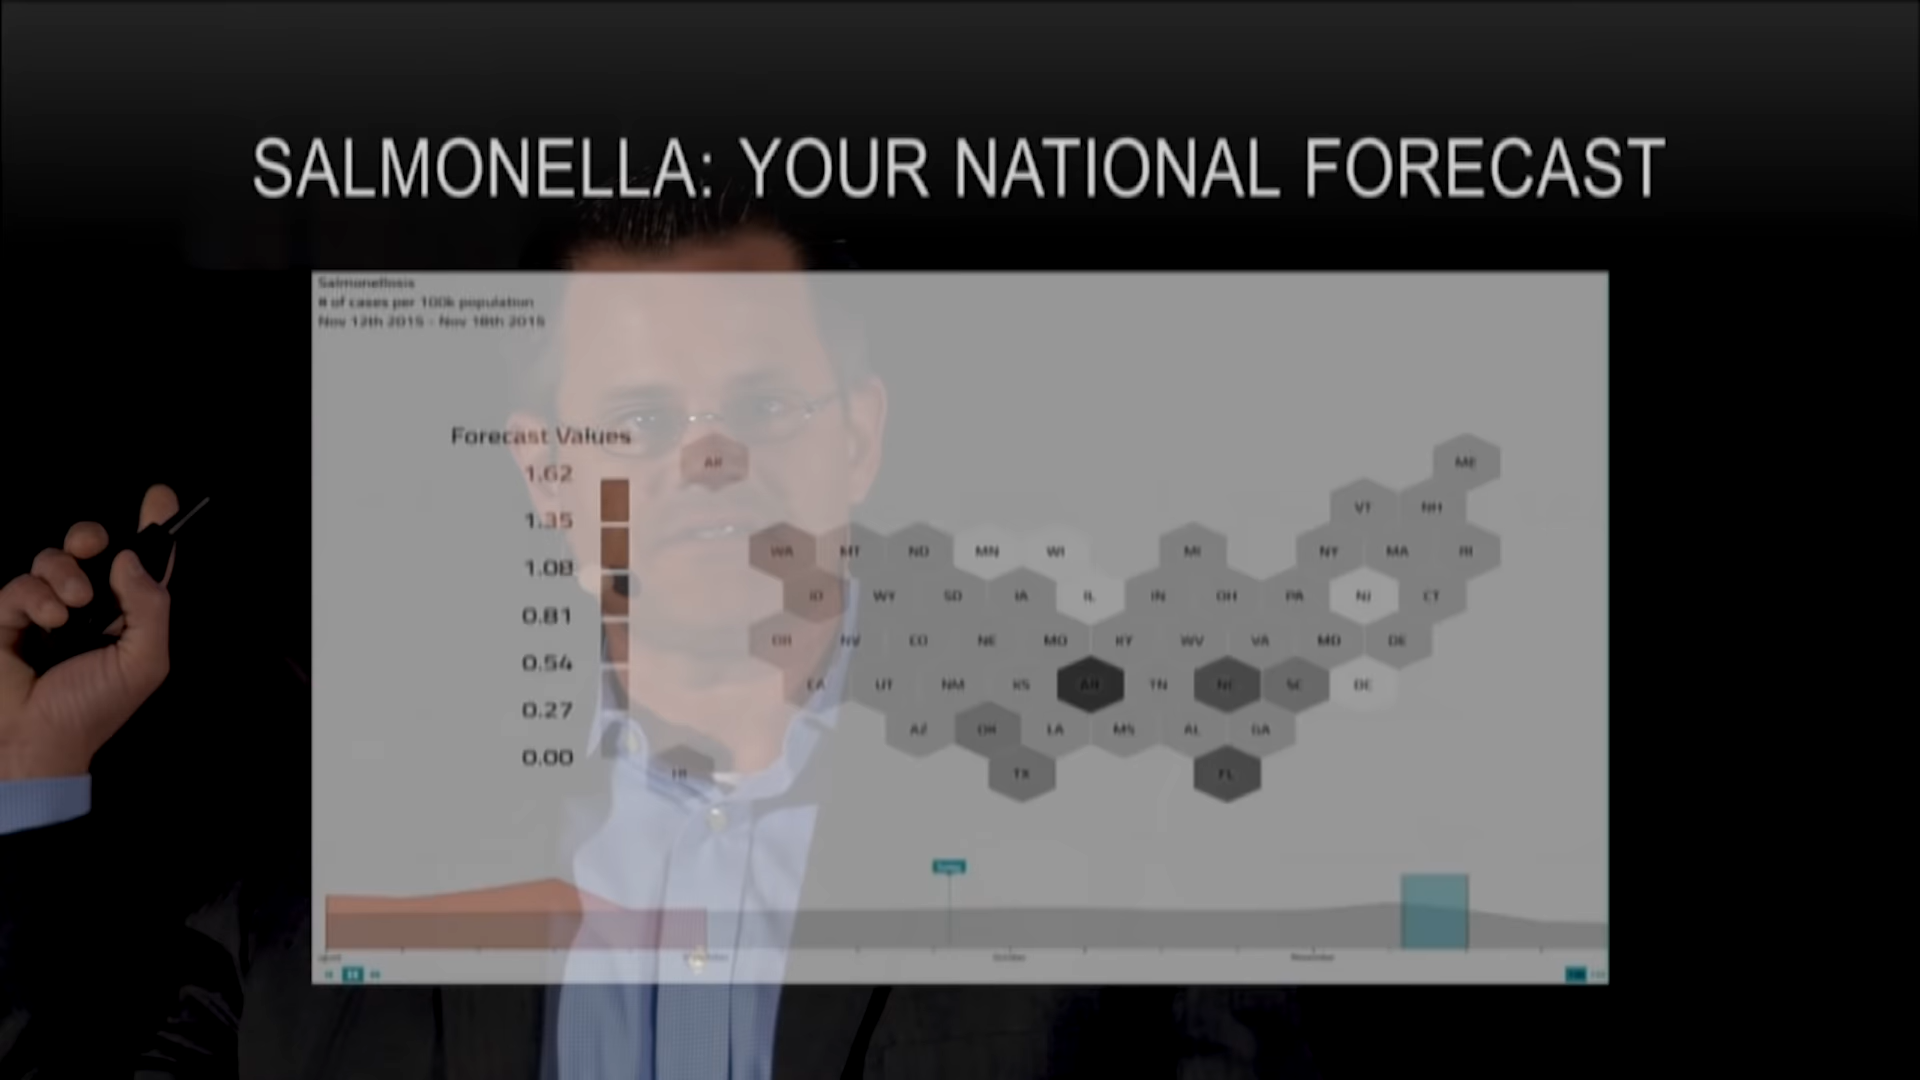 SALMONELLA: YOUR NATIONAL FORECAST
Salmonellosis
# of cases per 100k population
Nov 12th 2015 - Nov 18th 2015
Forecast Values
1.62
1.35
1.08
0.81
0.54
0.27
0.00
ME
VT NH
WA MT ND MN WI MI NY MA RI
ID WY SD IA IL IN OH PA NJ CT
OR NV CO NE MO KY WV VA MD DE
CA UT NM KS AR TN NC SC
AZ LA MS AL GA
HI TX FL
Today
October November